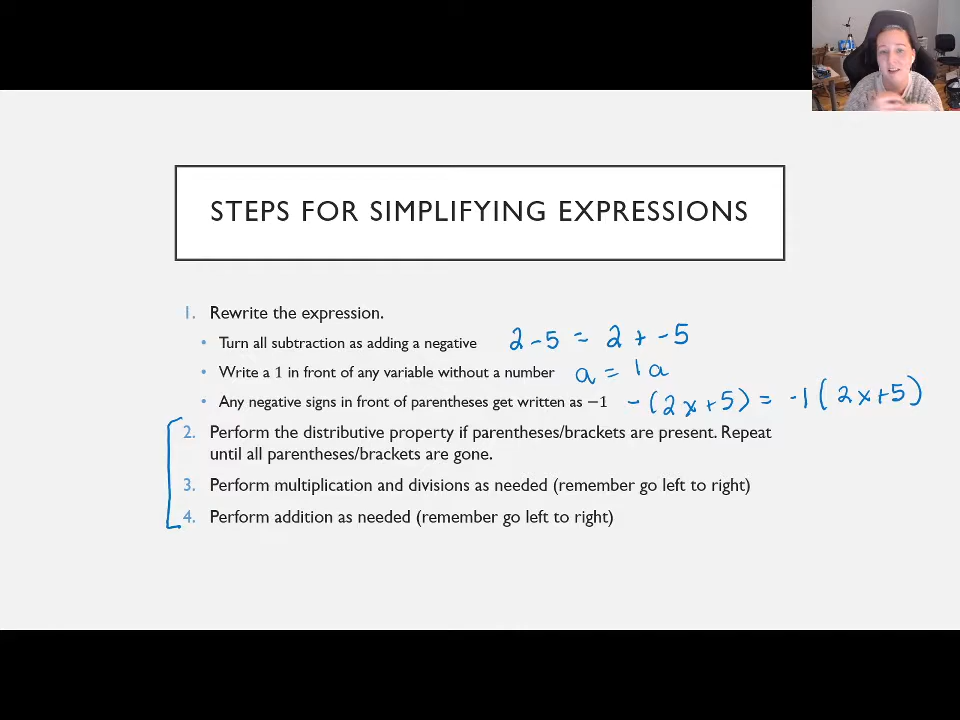 STEPS FOR SIMPLIFYING EXPRESSIONS
1. Rewrite the expression.
• Turn all subtraction as adding a negative 2 - 5 = 2 + -5
• Write a 1 in front of any variable without a number a = 1a
• Any negative signs in front of parentheses get written as −1 -(2x+5) = -1(2x+5)
2. Perform the distributive property if parentheses/brackets are present. Repeat
until all parentheses/brackets are gone.
3. Perform multiplication and divisions as needed (remember go left to right)
4. Perform addition as needed (remember go left to right)